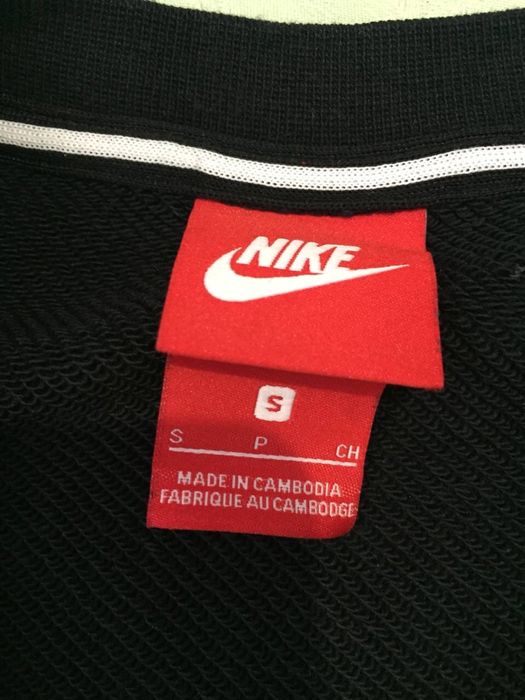 NIKE
S
S P CH
MADE IN CAMBODIA
FABRIQUE AU CAMBODGE